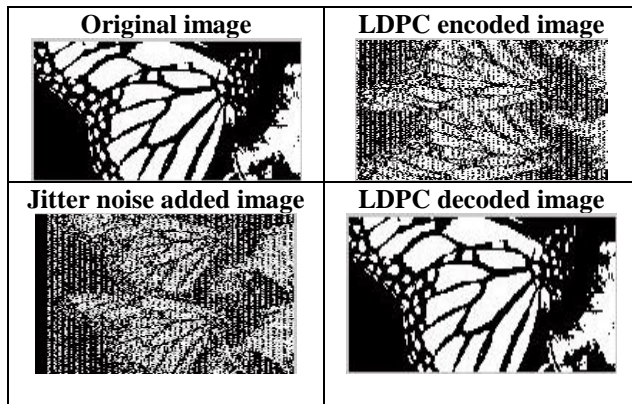 Original image
LDPC encoded image
Jitter noise added image
LDPC decoded image